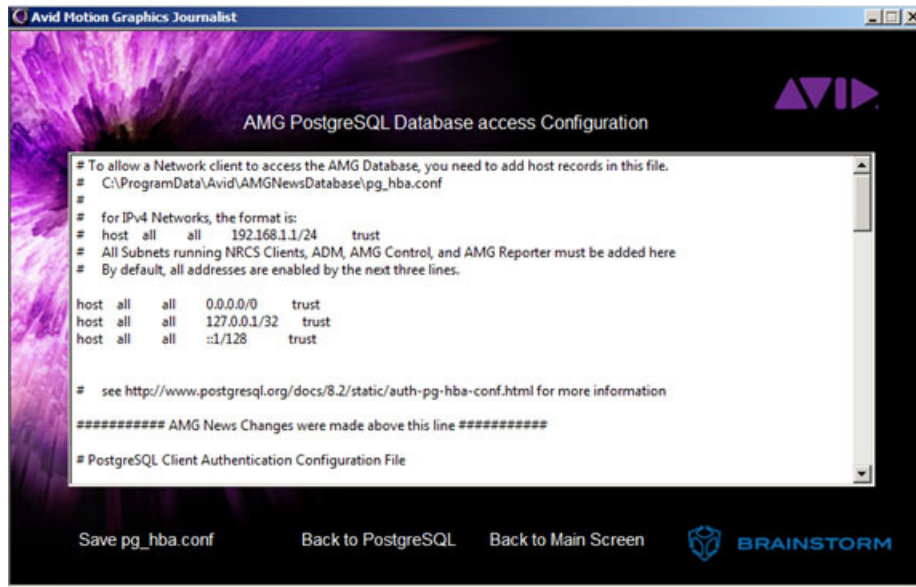 Avid Motion Graphics Journalist
AVID
AMG PostgreSQL Database access Configuration
# To allow a Network client to access the AMG Database, you need to add host records in this file.
# C:\ProgramData\Avid\AMGNewsDatabase\pg_hba.conf
#
# for IPv4 Networks, the format is:
# host all all 192.168.1.1/24 trust
# All Subnets running NRCS Clients, ADM, AMG Control, and AMG Reporter must be added here
# By default, all addresses are enabled by the next three lines.
host all all 0.0.0.0/0 trust
host all all 127.0.0.1/32 trust
host all all ::1/128 trust
# see http://www.postgresql.org/docs/8.2/static/auth-pg-hba-conf.html for more information
########### AMG News Changes were made above this line ###########
# PostgreSQL Client Authentication Configuration File
Save pg_hba.conf Back to PostgreSQL Back to Main Screen BRAINSTORM